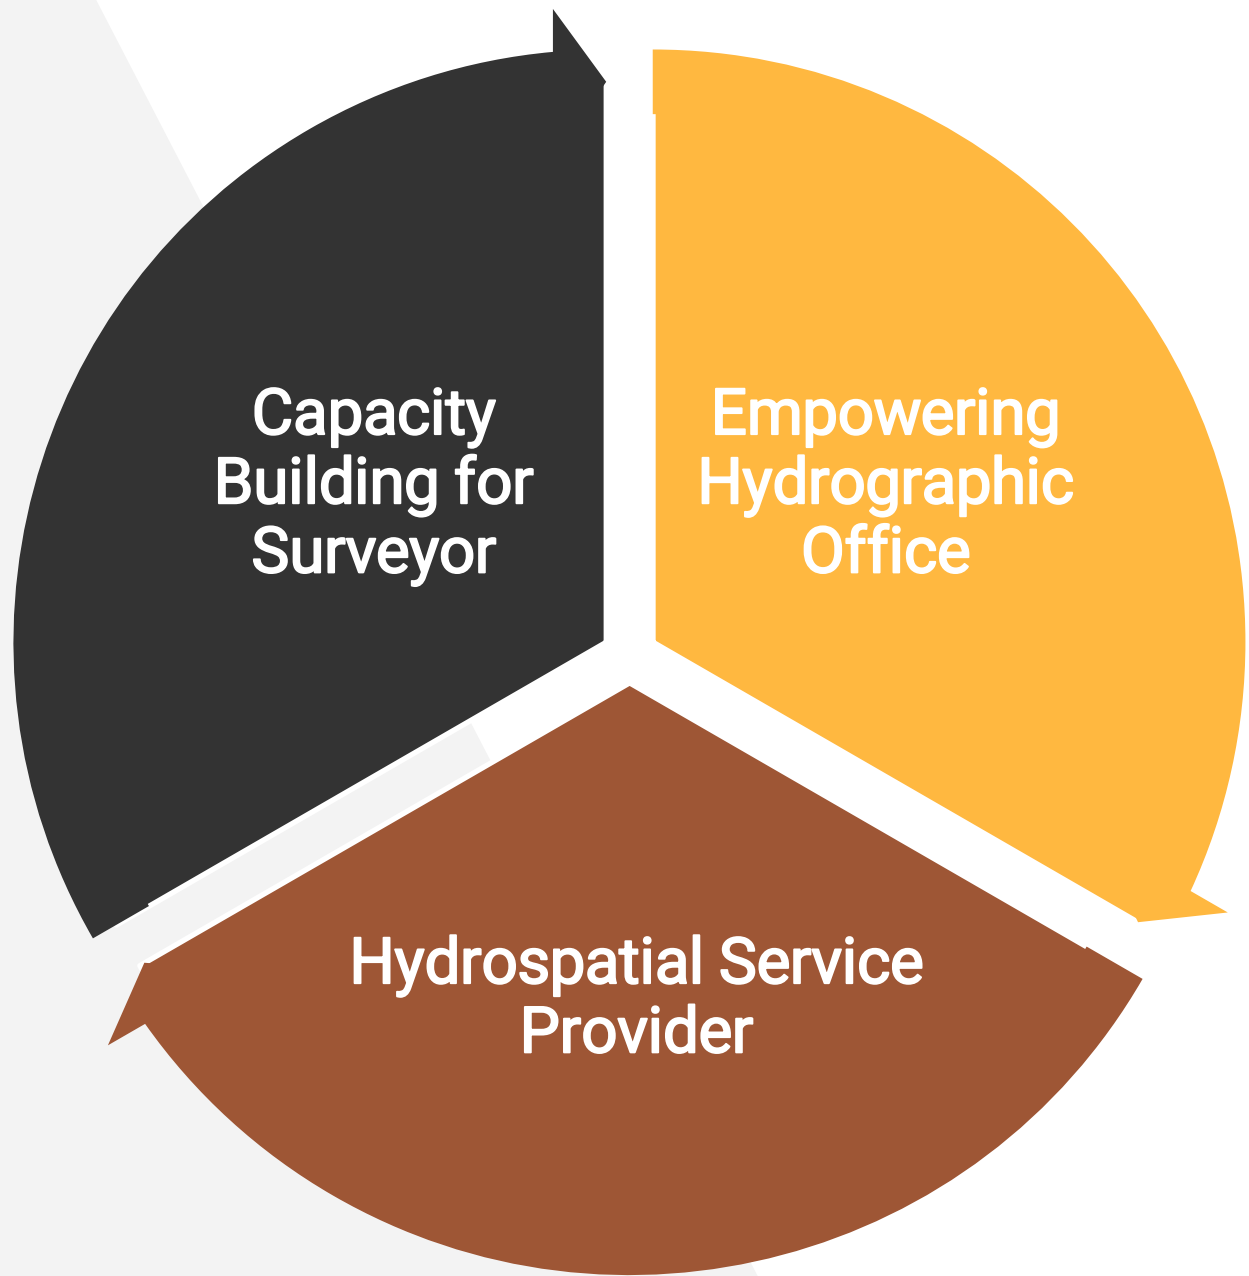 Capacity
Building for
Surveyor
Empowering
Hydrographic
Office
Hydrospatial Service
Provider